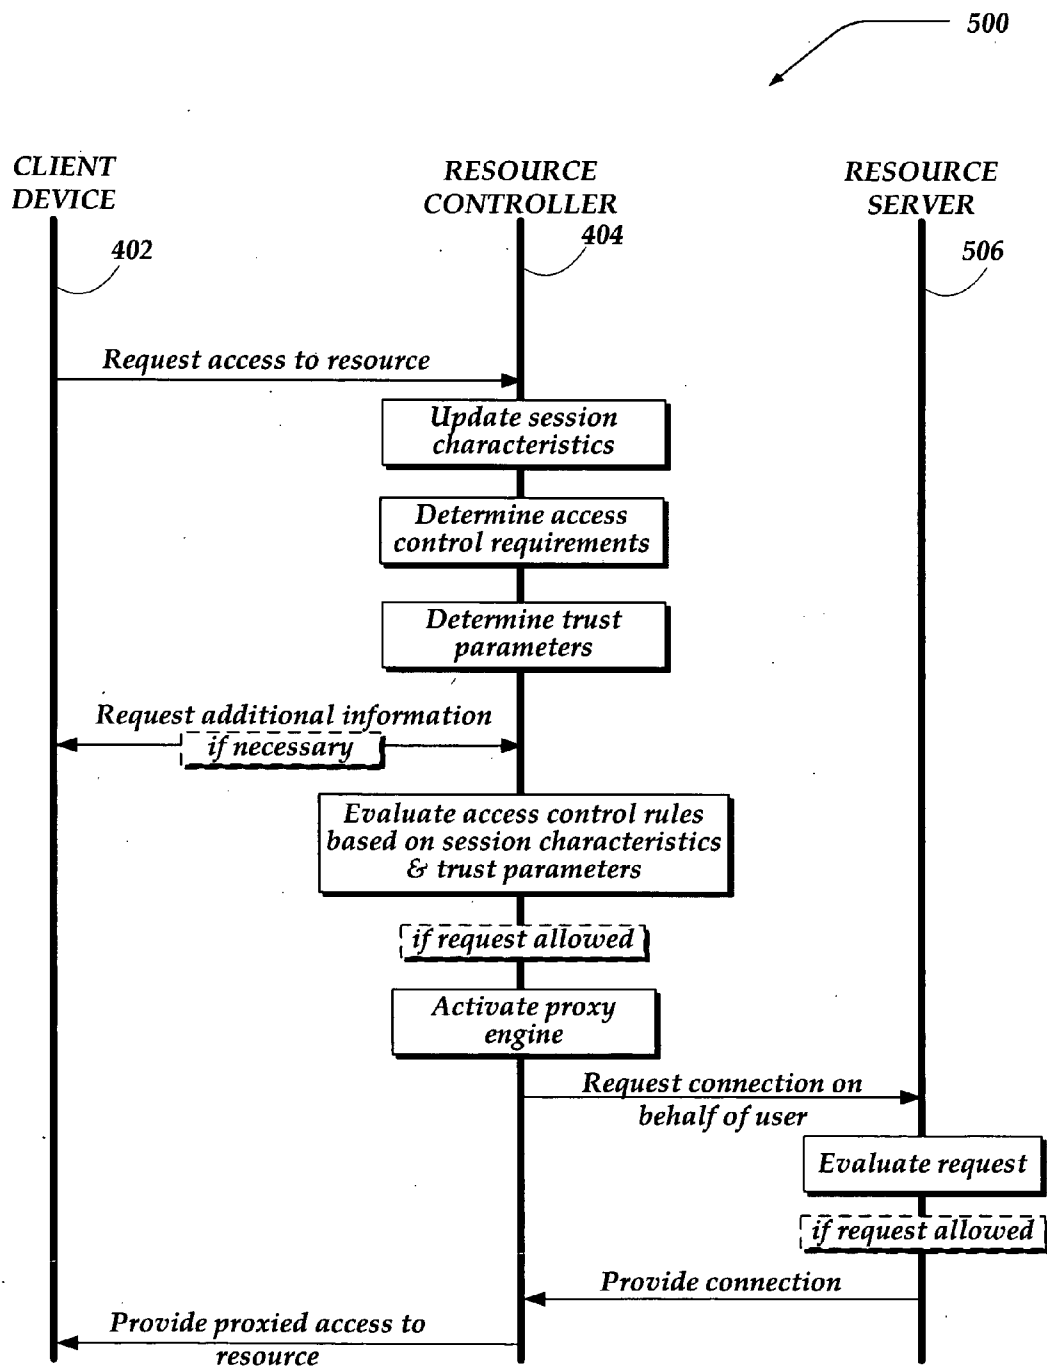 500
CLIENT
DEVICE
RESOURCE
CONTROLLER
RESOURCE
SERVER
402
404
506
Request access to resource
Update session
characteristics
Determine access
control requirements
Determine trust
parameters
Request additional information
if necessary
Evaluate access control rules
based on session characteristics
& trust parameters
if request allowed
Activate proxy
engine
Request connection on
behalf of user
Evaluate request
if request allowed
Provide connection
Provide proxied access to
resource